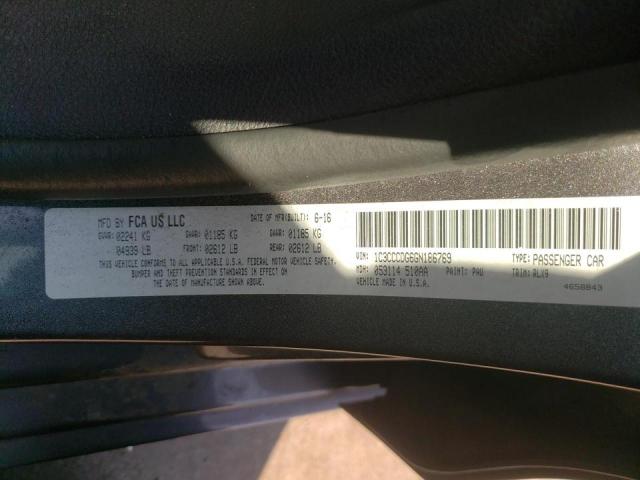 MFD BY FCA US LLC DATE OF MFR(BUILT): 6-16
GVWR: 02241 KG GAWR: 01185 KG GAWR: 01185 KG
04939 LB FRONT: 02612 LB REAR: 02612 LB
THIS VEHICLE CONFORMS TO ALL APPLICABLE U.S.A. FEDERAL MOTOR VEHICLE SAFETY,
BUMPER AND THEFT PREVENTION STANDARDS IN EFFECT ON
THE DATE OF MANUFACTURE SHOWN ABOVE.
VIN: 1C3CCCDG6GN186769 TYPE: PASSENGER CAR
MDH: 053114 510AA PAINT: PAU TRIM: RLX9
VEHICLE MADE IN U.S.A. 4658843